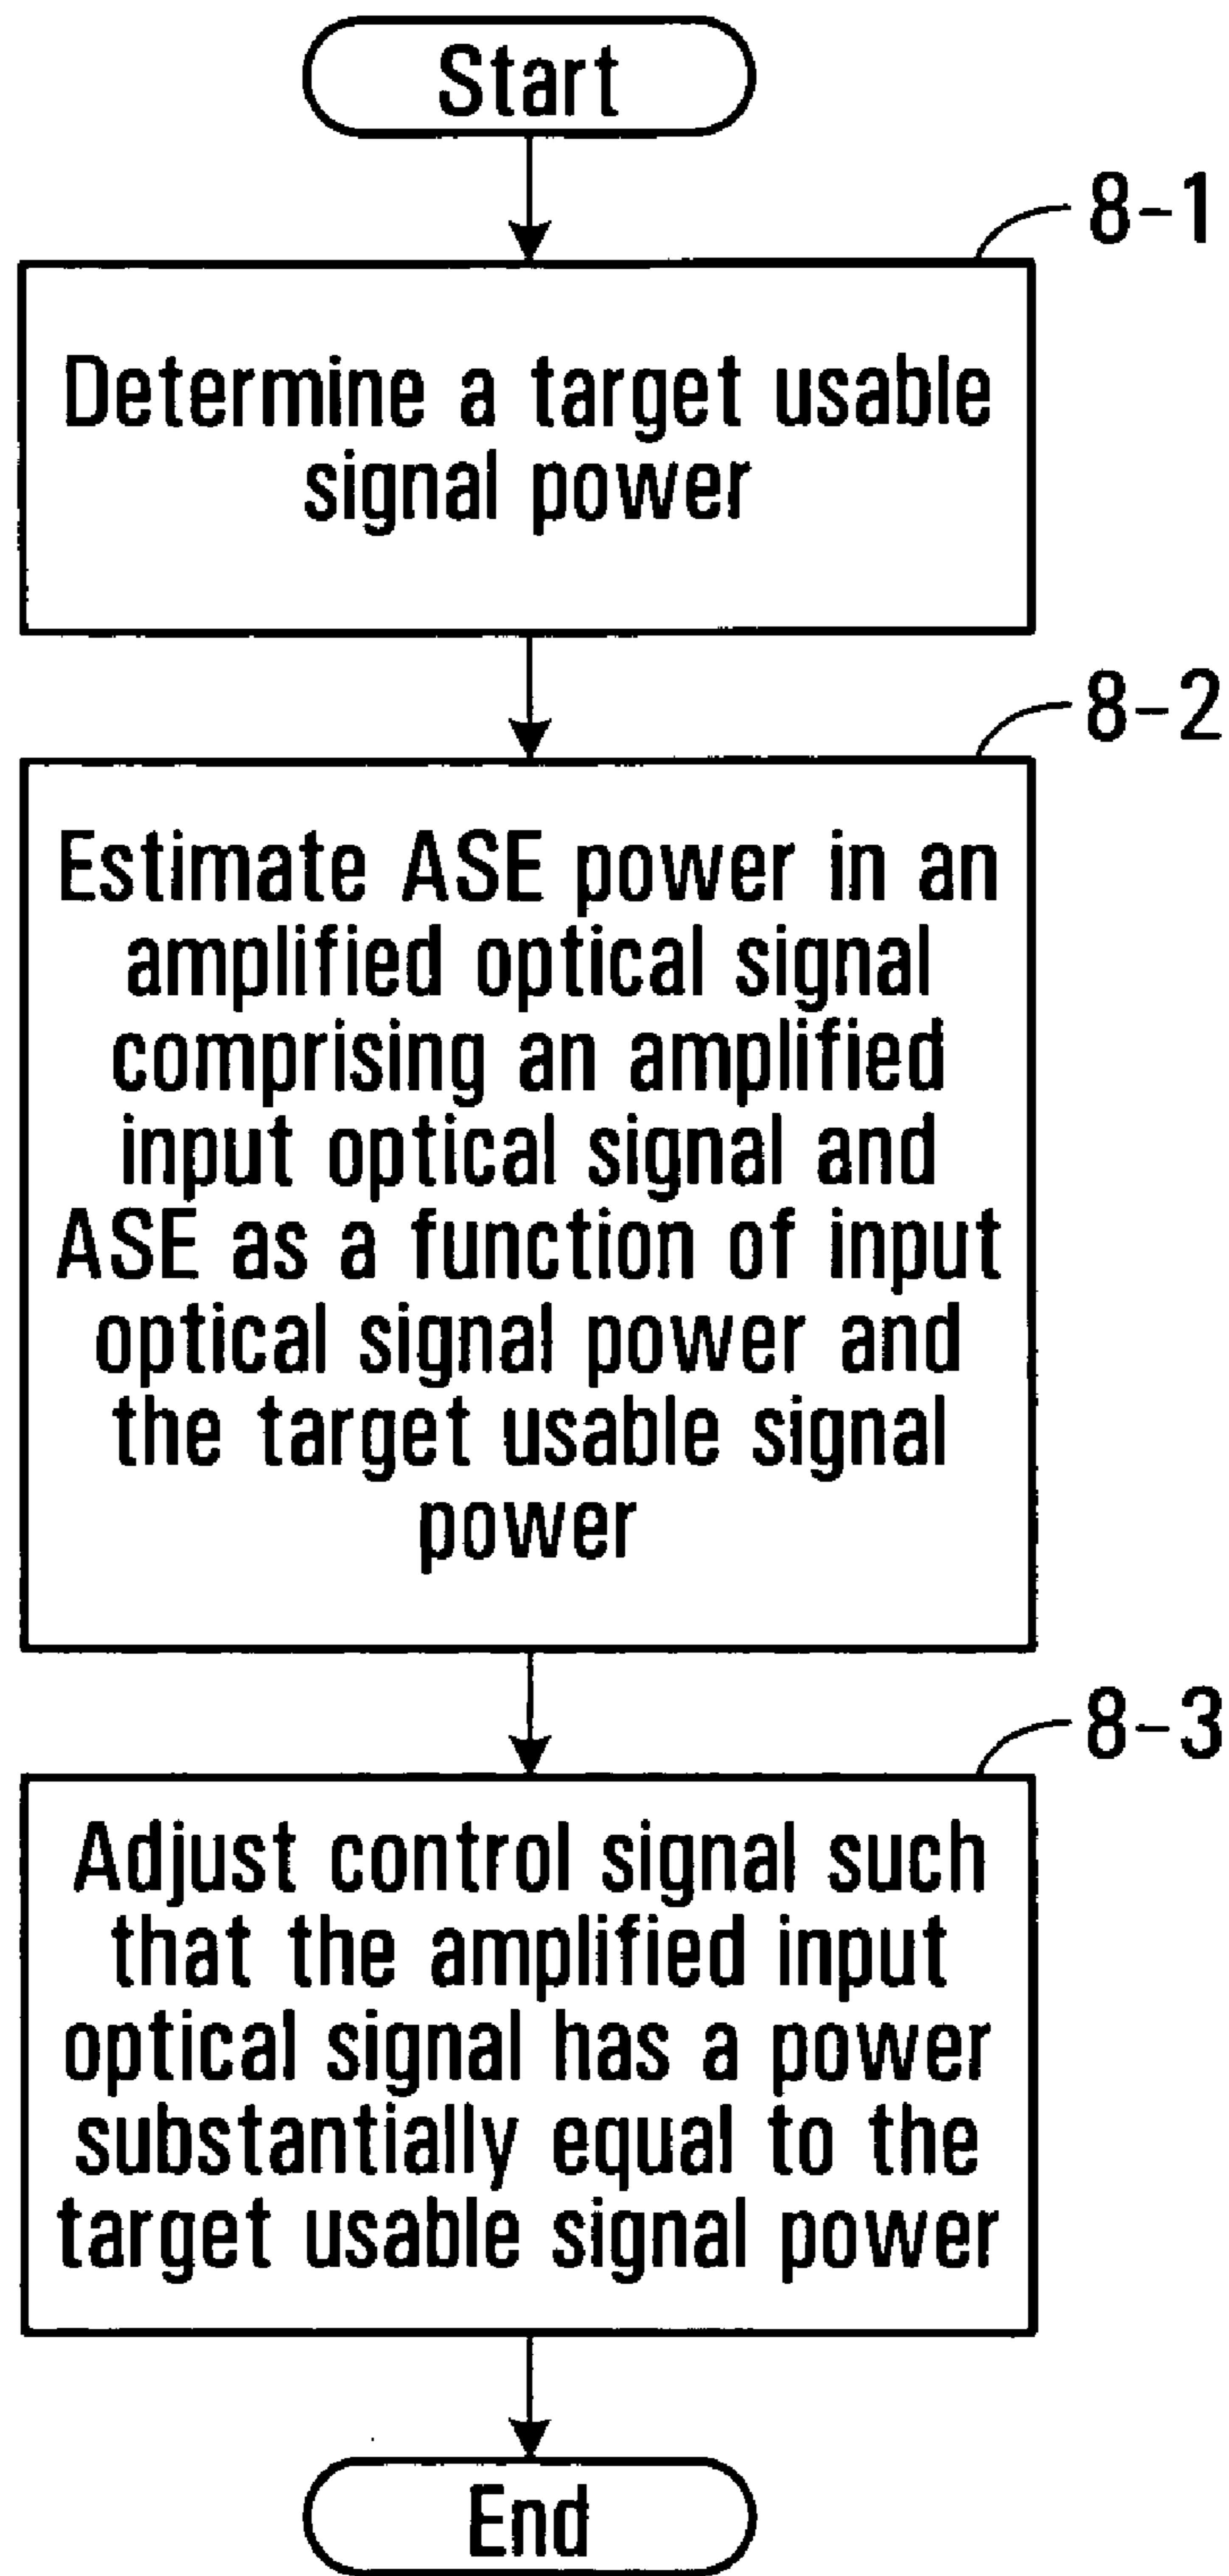 Start
8-1
Determine a target usable
signal power
8-2
Estimate ASE power in an
amplified optical signal
comprising an amplified
input optical signal and
ASE as a function of input
optical signal power and
the target usable signal
power
8-3
Adjust control signal such
that the amplified input
optical signal has a power
substantially equal to the
target usable signal power
End